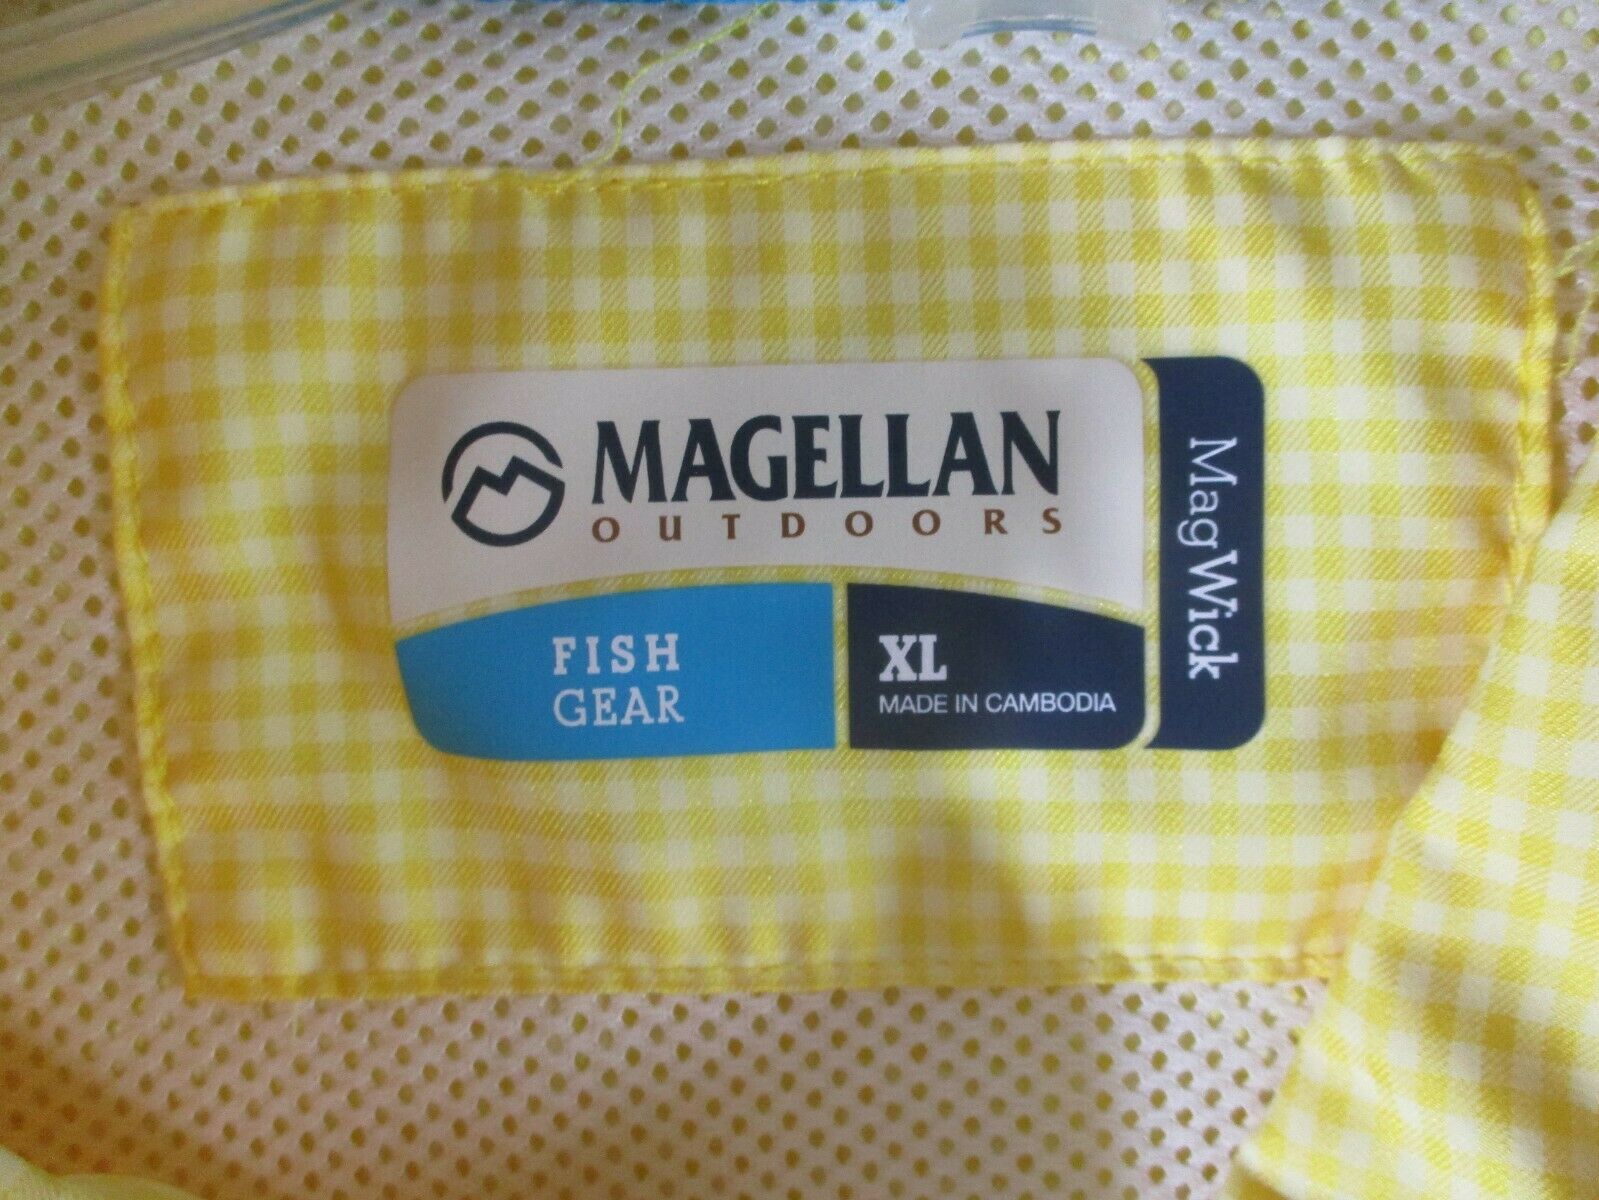 MAGELLAN
OUTDOORS
FISH
GEAR
XL
MADE IN CAMBODIA
MagWick